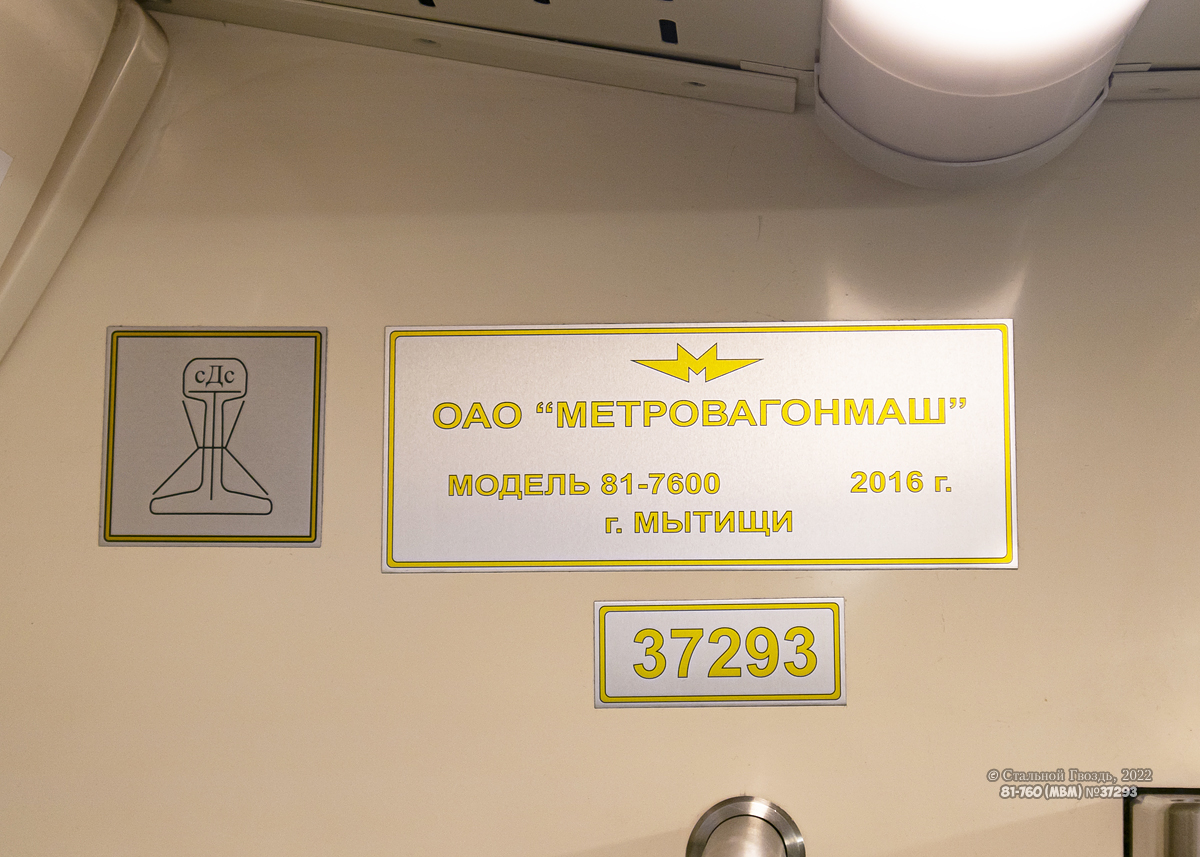 сДс
ОАО “МЕТРОВАГОНМАШ”
МОДЕЛЬ 81-7600 2016 г.
г. МЫТИЩИ
37293
© Стальной Гвоздь, 2022
81-760 (МВМ) №37293